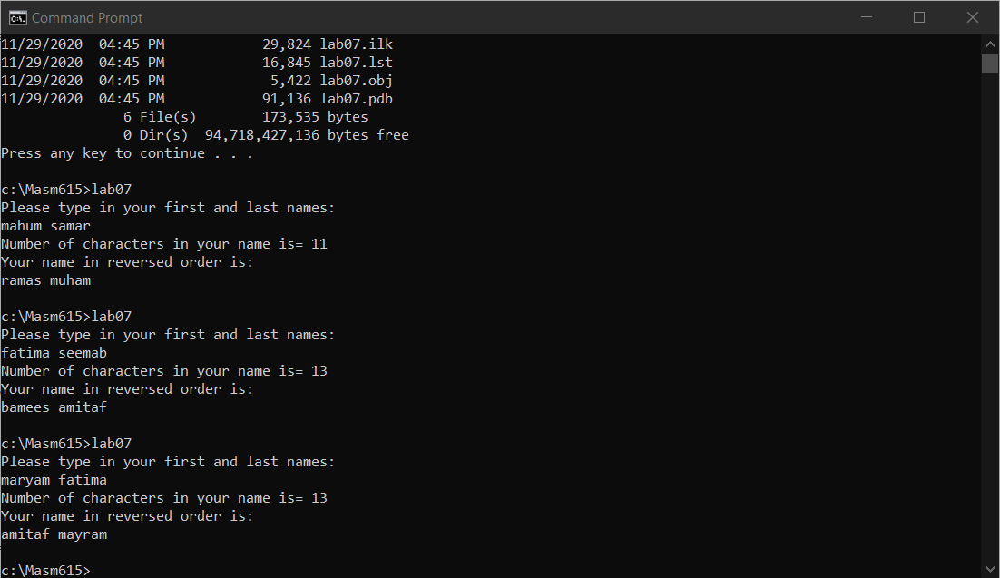 Command Prompt
11/29/2020  04:45 PM            29,824 lab07.ilk
11/29/2020  04:45 PM            16,845 lab07.lst
11/29/2020  04:45 PM             5,422 lab07.obj
11/29/2020  04:45 PM            91,136 lab07.pdb
               6 File(s)        173,535 bytes
               0 Dir(s)  94,718,427,136 bytes free
Press any key to continue . . .
c:\Masm615>lab07
Please type in your first and last names:
mahum samar
Number of characters in your name is= 11
Your name in reversed order is:
ramas muham
c:\Masm615>lab07
Please type in your first and last names:
fatima seemab
Number of characters in your name is= 13
Your name in reversed order is:
bamees amitaf
c:\Masm615>lab07
Please type in your first and last names:
maryam fatima
Number of characters in your name is= 13
Your name in reversed order is:
amitaf mayram
c:\Masm615>